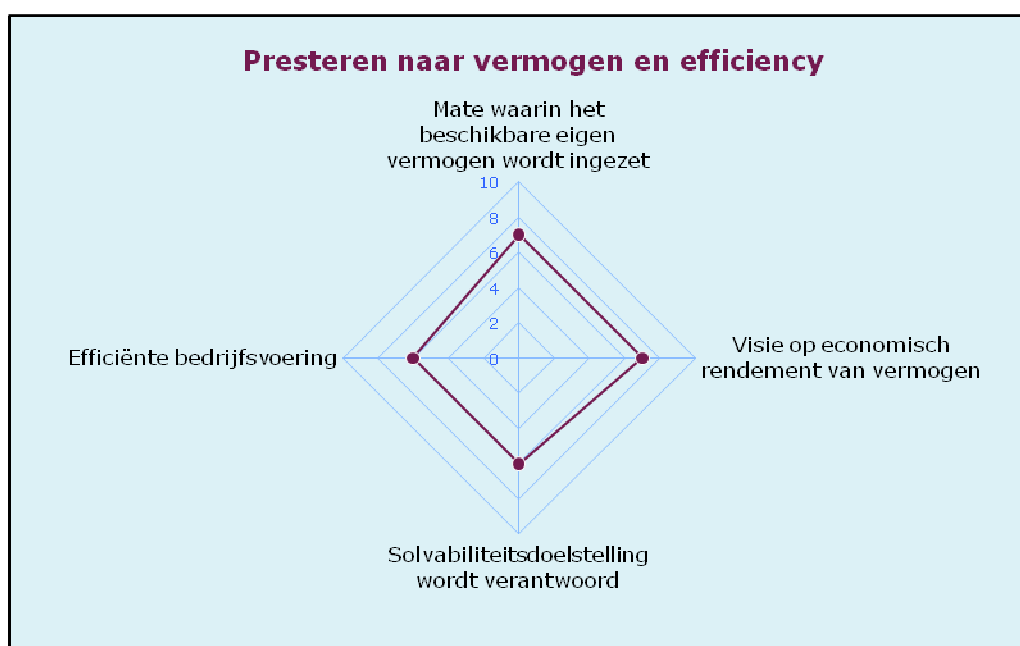 Presteren naar vermogen en efficiency
Mate waarin het
beschikbare eigen
vermogen wordt ingezet
10
8
6
4
2
0
Efficiënte bedrijfsvoering
Visie op economisch
rendement van vermogen
Solvabiliteitsdoelstelling
wordt verantwoord